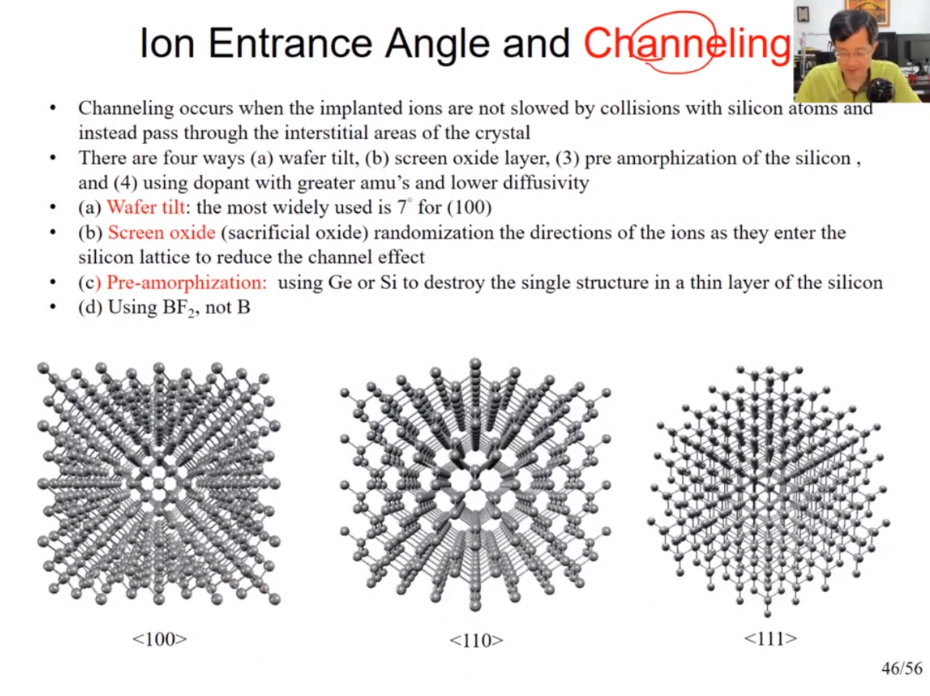 Ion Entrance Angle and Channeling
• Channeling occurs when the implanted ions are not slowed by collisions with silicon atoms and
instead pass through the interstitial areas of the crystal
• There are four ways (a) wafer tilt, (b) screen oxide layer, (3) pre amorphization of the silicon ,
and (4) using dopant with greater amu's and lower diffusivity
• (a) Wafer tilt: the most widely used is 7° for (100)
• (b) Screen oxide (sacrificial oxide) randomization the directions of the ions as they enter the
silicon lattice to reduce the channel effect
• (c) Pre-amorphization: using Ge or Si to destroy the single structure in a thin layer of the silicon
• (d) Using BF₂, not B
<100> <110> <111>
46/56